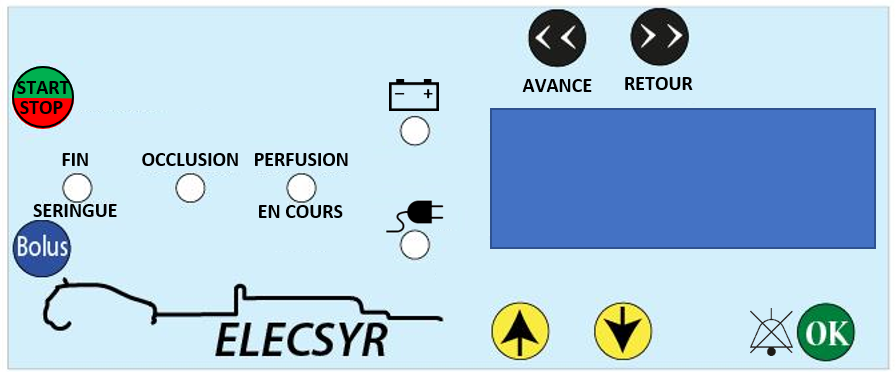 AVANCE
RETOUR
START
STOP
- +
FIN
SERINGUE
OCCLUSION
PERFUSION
EN COURS
Bolus
ELECSYR
OK